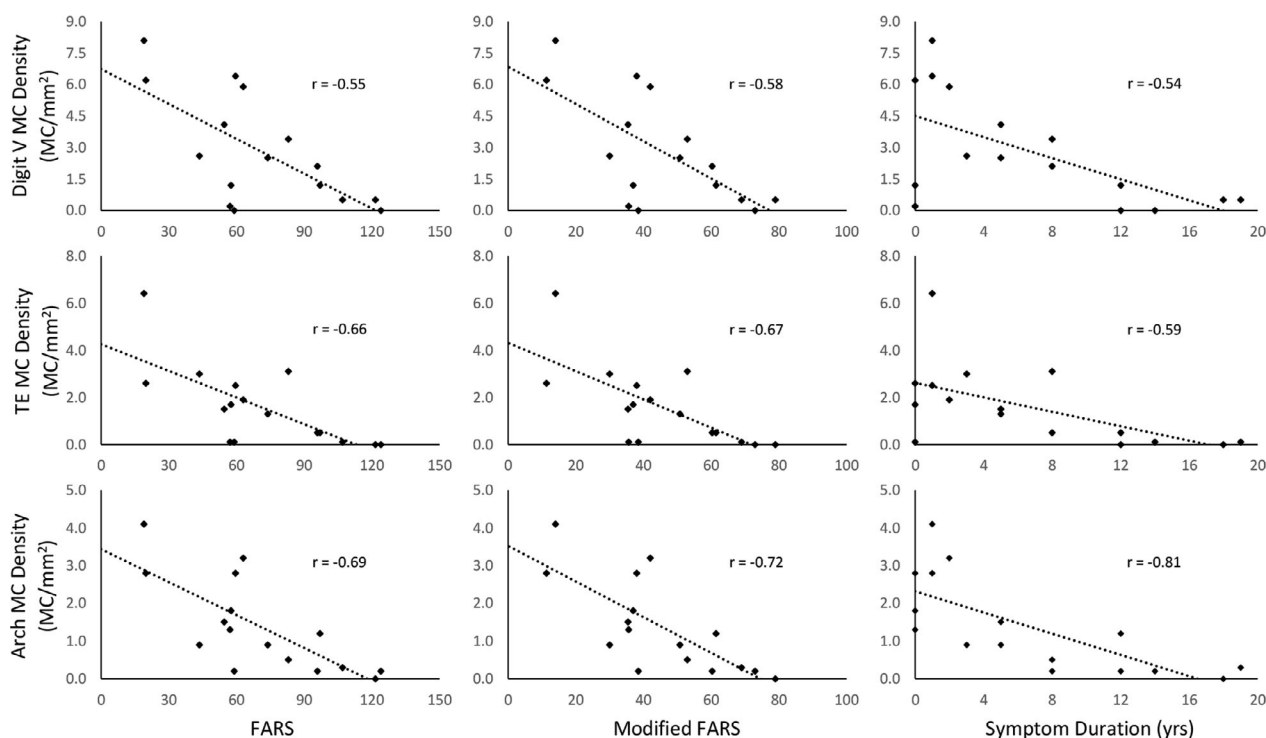 Digit V MC Density
(MC/mm²)
9.0
7.5
6.0
4.5
3.0
1.5
0.0
r = -0.55
0 30 60 90 120 150
9.0
7.5
6.0
4.5
3.0
1.5
0.0
r = -0.58
0 20 40 60 80 100
9.0
7.5
6.0
4.5
3.0
1.5
0.0
r = -0.54
0 4 8 12 16 20
TE MC Density
(MC/mm²)
8.0
6.0
4.0
2.0
0.0
r = -0.66
0 30 60 90 120 150
8.0
6.0
4.0
2.0
0.0
r = -0.67
0 20 40 60 80 100
8.0
6.0
4.0
2.0
0.0
r = -0.59
0 4 8 12 16 20
Arch MC Density
(MC/mm²)
5.0
4.0
3.0
2.0
1.0
0.0
r = -0.69
0 30 60 90 120 150
FARS
5.0
4.0
3.0
2.0
1.0
0.0
r = -0.72
0 20 40 60 80 100
Modified FARS
5.0
4.0
3.0
2.0
1.0
0.0
r = -0.81
0 4 8 12 16 20
Symptom Duration (yrs)